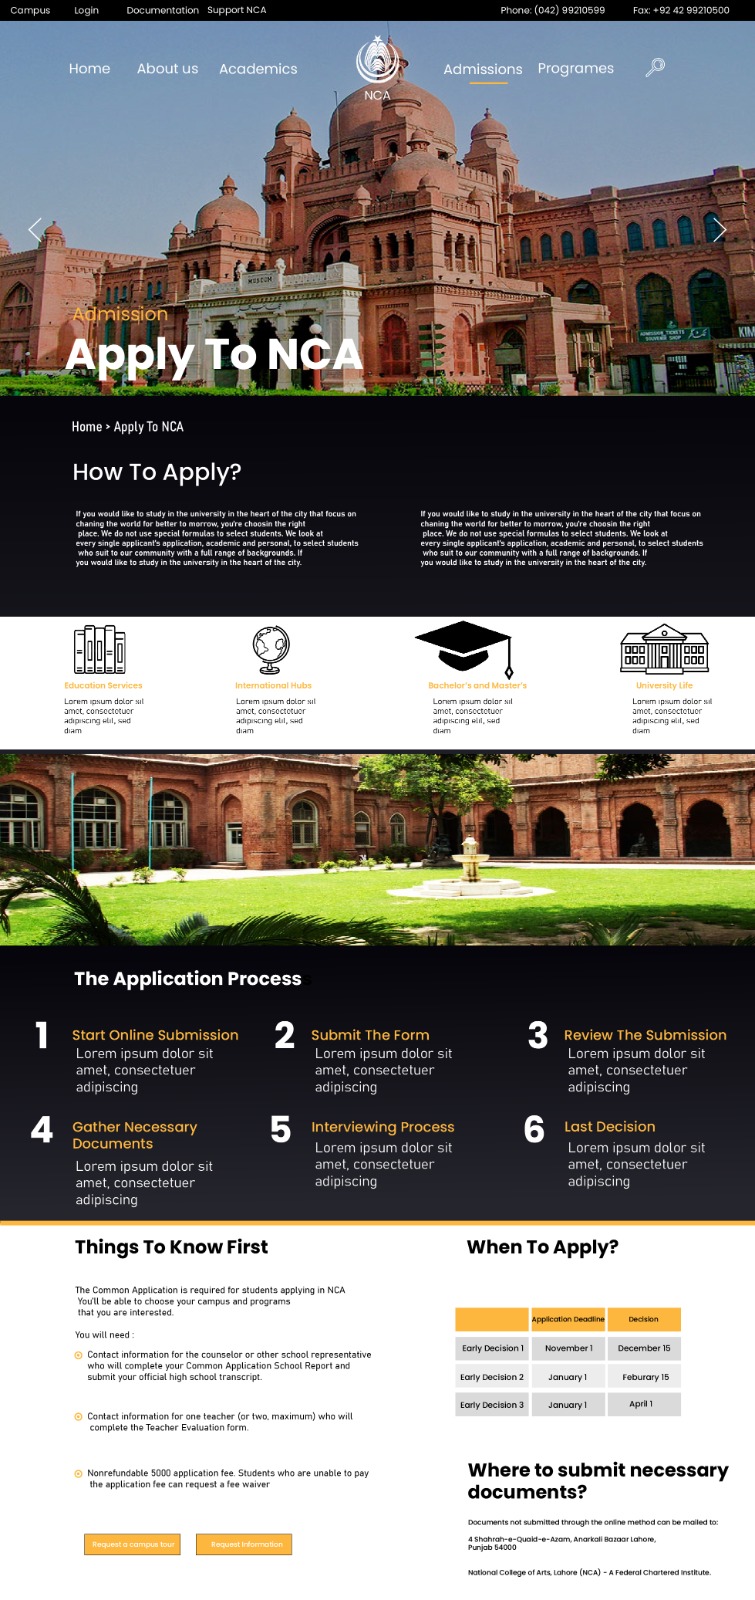 Campus Login Documentation Support NCA Phone: (042) 99210599 Fax: +92 42 99210500
Home About us Academics NCA Admissions Programes
MUSEUM
ADMISSION TICKETS
SOUVENIR SHOP
KIM
Admission
Apply To NCA
Home > Apply To NCA
How To Apply?
If you would like to study in the university in the heart of the city that focus on
chaning the world for better to morrow, you're choosin the right
place. We do not use special formulas to select students. We look at
every single applicant's application, academic and personal, to select students
who suit to our community with a full range of backgrounds. If
you would like to study in the university in the heart of the city.
If you would like to study in the university in the heart of the city that focus on
chaning the world for better to morrow, you're choosin the right
place. We do not use special formulas to select students. We look at
every single applicant's application, academic and personal, to select students
who suit to our community with a full range of backgrounds. If
you would like to study in the university in the heart of the city.
Education Services
Lorem ipsum dolor sit
amet, consectetuer
adipiscing elit, sed
diam
International Hubs
Lorem ipsum dolor sit
amet, consectetuer
adipiscing elit, sed
diam
Bachelor's and Master's
Lorem ipsum dolor sit
amet, consectetuer
adipiscing elit, sed
diam
University Life
Lorem ipsum dolor sit
amet, consectetuer
adipiscing elit, sed
diam
The Application Process
1 Start Online Submission
Lorem ipsum dolor sit
amet, consectetuer
adipiscing
2 Submit The Form
Lorem ipsum dolor sit
amet, consectetuer
adipiscing
3 Review The Submission
Lorem ipsum dolor sit
amet, consectetuer
adipiscing
4 Gather Necessary
Documents
Lorem ipsum dolor sit
amet, consectetuer
adipiscing
5 Interviewing Process
Lorem ipsum dolor sit
amet, consectetuer
adipiscing
6 Last Decision
Lorem ipsum dolor sit
amet, consectetuer
adipiscing
Things To Know First
The Common Application is required for students applying in NCA
You'll be able to choose your campus and programs
that you are interested.
You will need :
Contact information for the counselor or other school representative
who will complete your Common Application School Report and
submit your official high school transcript.
Contact information for one teacher (or two, maximum) who will
complete the Teacher Evaluation form.
Nonrefundable 5000 application fee. Students who are unable to pay
the application fee can request a fee waiver
Request a campus tour Request Information
When To Apply?
Application Deadline Decision
Early Decision 1 November 1 December 15
Early Decision 2 January 1 Feburary 15
Early Decision 3 January 1 April 1
Where to submit necessary
documents?
Documents not submitted through the online method can be mailed to:
4 Shahrah-e-Quaid-e-Azam, Anarkali Bazaar Lahore,
Punjab 54000
National College of Arts, Lahore (NCA) - A Federal Chartered Institute.